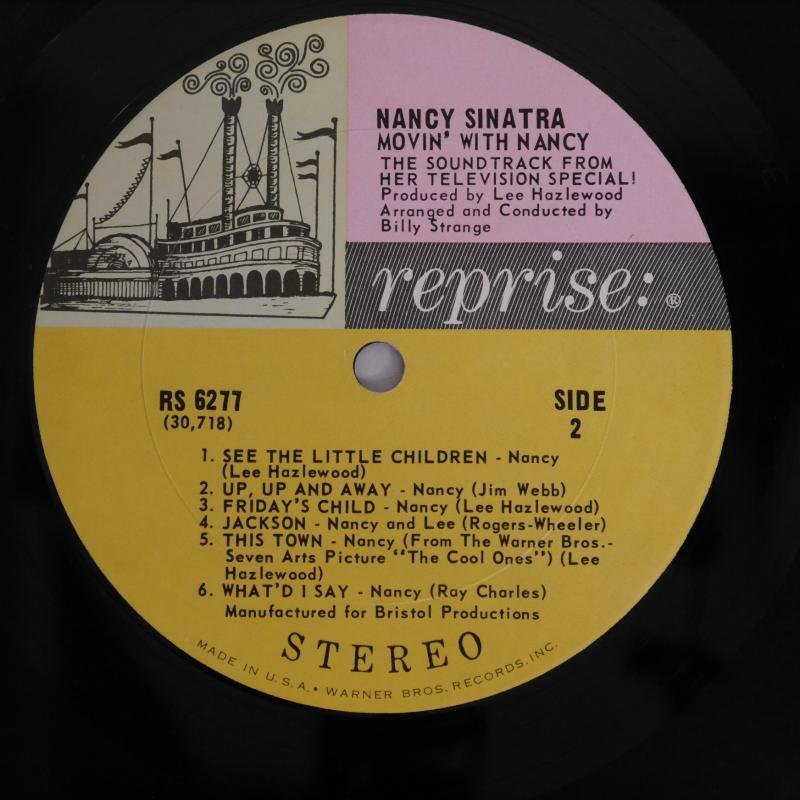 NANCY SINATRA
MOVIN' WITH NANCY
THE SOUNDTRACK FROM
HER TELEVISION SPECIAL!
Produced by Lee Hazlewood
Arranged and Conducted by
Billy Strange
reprise: ®
RS 6277
(30,718)
SIDE
2
1. SEE THE LITTLE CHILDREN - Nancy
(Lee Hazlewood)
2. UP, UP AND AWAY - Nancy (Jim Webb)
3. FRIDAY'S CHILD - Nancy (Lee Hazlewood)
4. JACKSON - Nancy and Lee (Rogers-Wheeler)
5. THIS TOWN - Nancy (From The Warner Bros.-
Seven Arts Picture "The Cool Ones") (Lee
Hazlewood)
6. WHAT'D I SAY - Nancy (Ray Charles)
Manufactured for Bristol Productions
STEREO
MADE IN U.S.A. • WARNER BROS. RECORDS, INC.